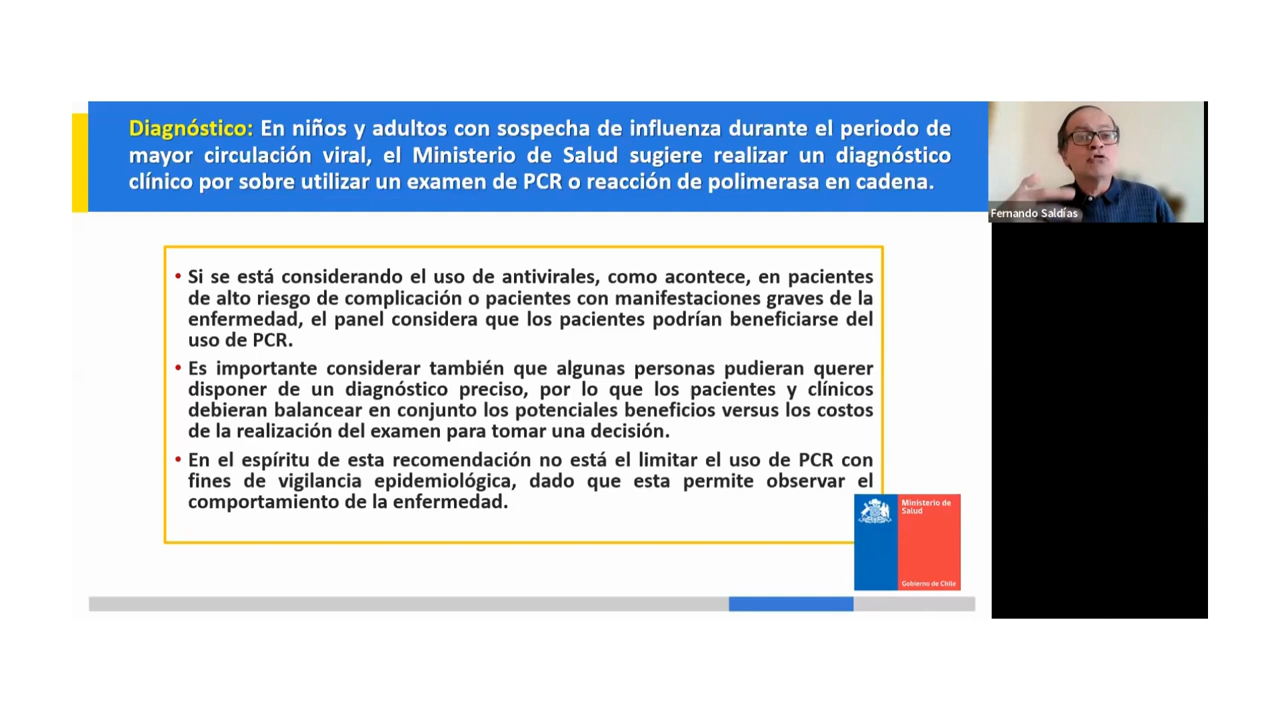 Diagnóstico: En niños y adultos con sospecha de influenza durante el periodo de
mayor circulación viral, el Ministerio de Salud sugiere realizar un diagnóstico
clínico por sobre utilizar un examen de PCR o reacción de polimerasa en cadena.
Fernando Saldías
• Si se está considerando el uso de antivirales, como acontece, en pacientes
de alto riesgo de complicación o pacientes con manifestaciones graves de la
enfermedad, el panel considera que los pacientes podrían beneficiarse del
uso de PCR.
• Es importante considerar también que algunas personas pudieran querer
disponer de un diagnóstico preciso, por lo que los pacientes y clínicos
debieran balancear en conjunto los potenciales beneficios versus los costos
de la realización del examen para tomar una decisión.
• En el espíritu de esta recomendación no está el limitar el uso de PCR con
fines de vigilancia epidemiológica, dado que esta permite observar el
comportamiento de la enfermedad.
Ministerio de
Salud
Gobierno de Chile